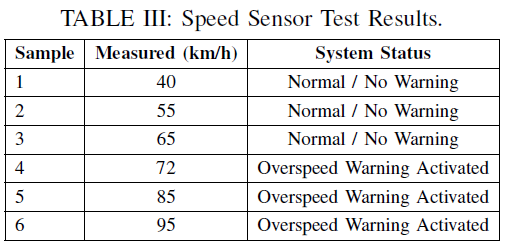 TABLE III: Speed Sensor Test Results.
Sample Measured (km/h) System Status
1 40 Normal / No Warning
2 55 Normal / No Warning
3 65 Normal / No Warning
4 72 Overspeed Warning Activated
5 85 Overspeed Warning Activated
6 95 Overspeed Warning Activated